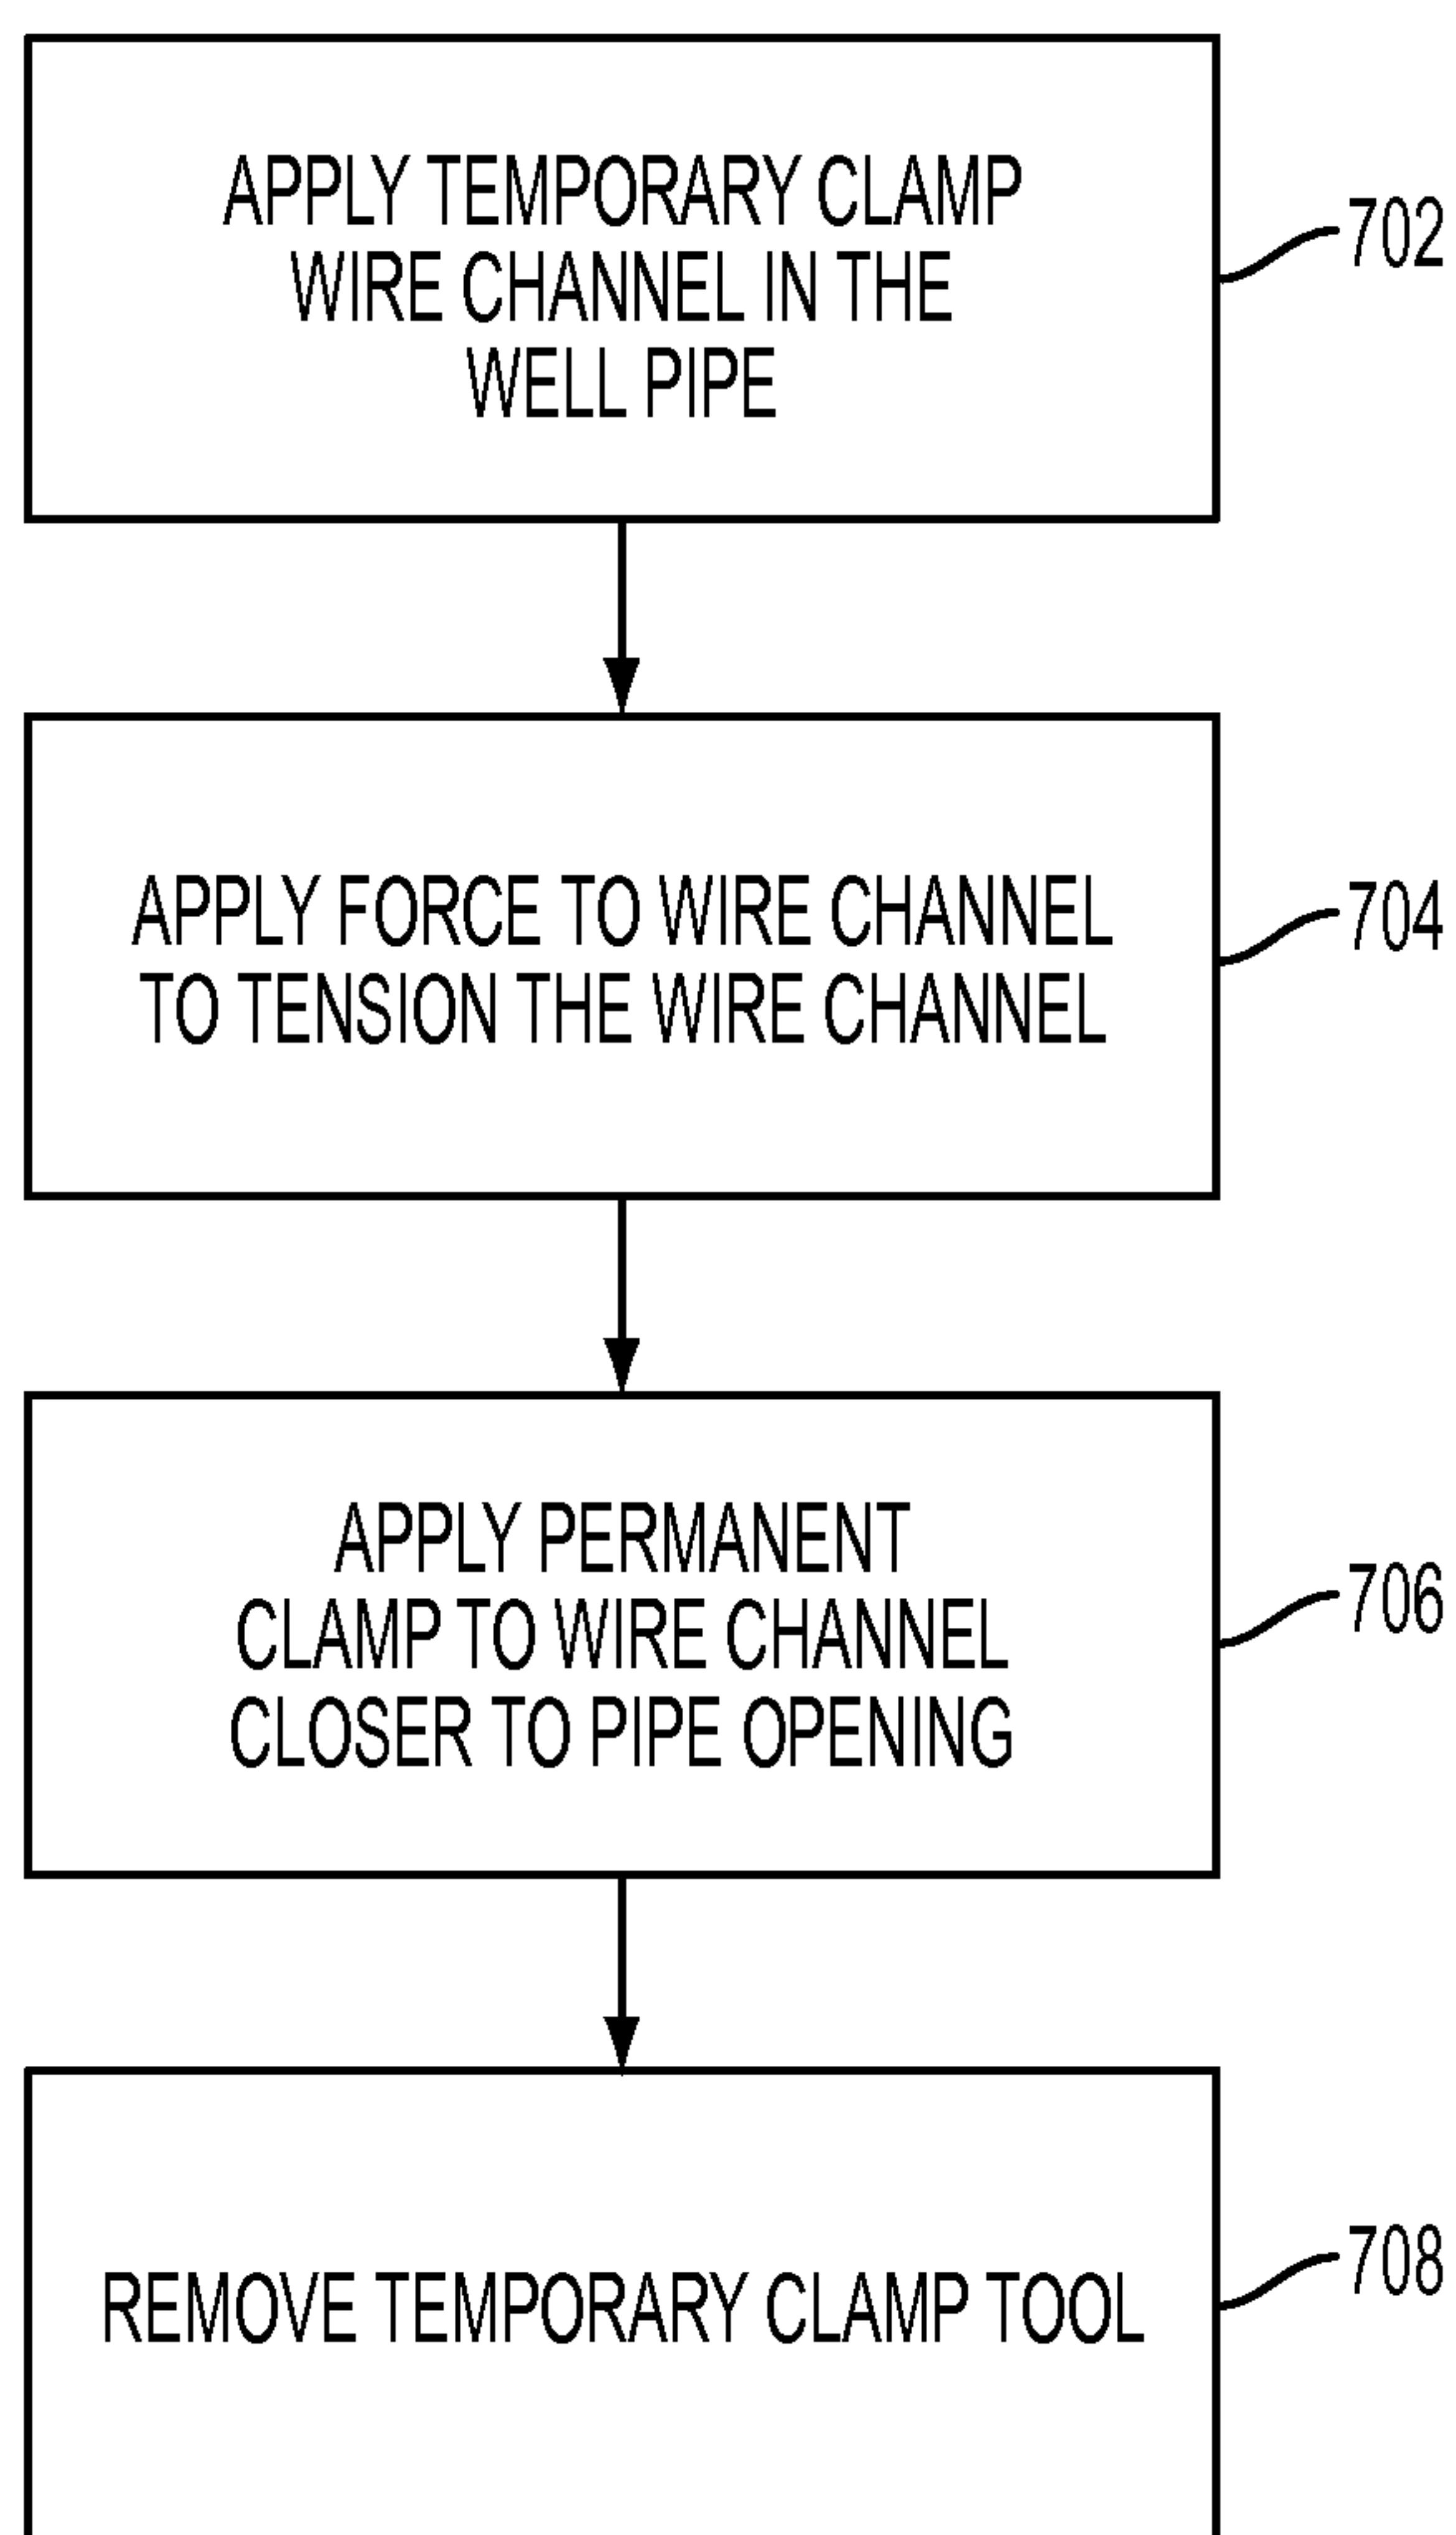 APPLY TEMPORARY CLAMP
WIRE CHANNEL IN THE
WELL PIPE
702
APPLY FORCE TO WIRE CHANNEL
TO TENSION THE WIRE CHANNEL
704
APPLY PERMANENT
CLAMP TO WIRE CHANNEL
CLOSER TO PIPE OPENING
706
REMOVE TEMPORARY CLAMP TOOL
708